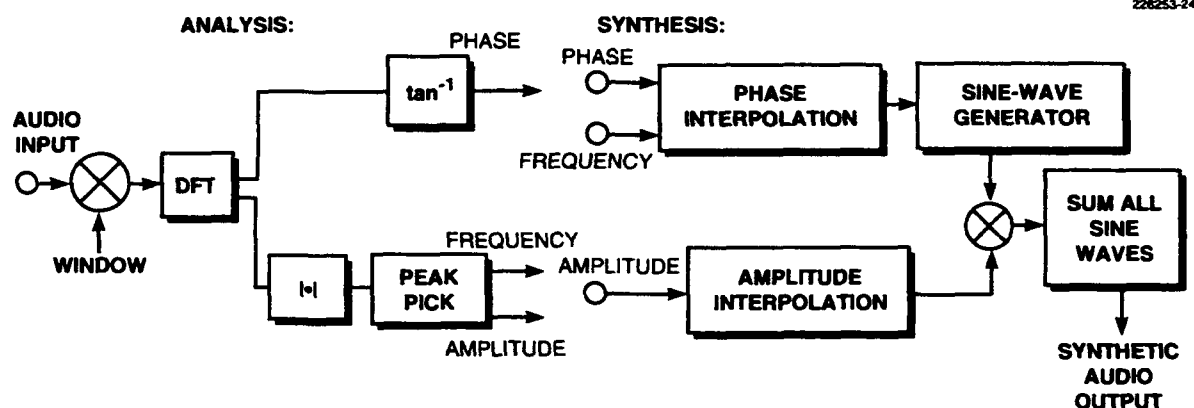 226253-24
ANALYSIS:
SYNTHESIS:
PHASE
PHASE
tan⁻¹
PHASE
INTERPOLATION
SINE-WAVE
GENERATOR
AUDIO
INPUT
FREQUENCY
DFT
SUM ALL
SINE
WAVES
WINDOW
FREQUENCY
AMPLITUDE
|•|
PEAK
PICK
AMPLITUDE
INTERPOLATION
AMPLITUDE
SYNTHETIC
AUDIO
OUTPUT